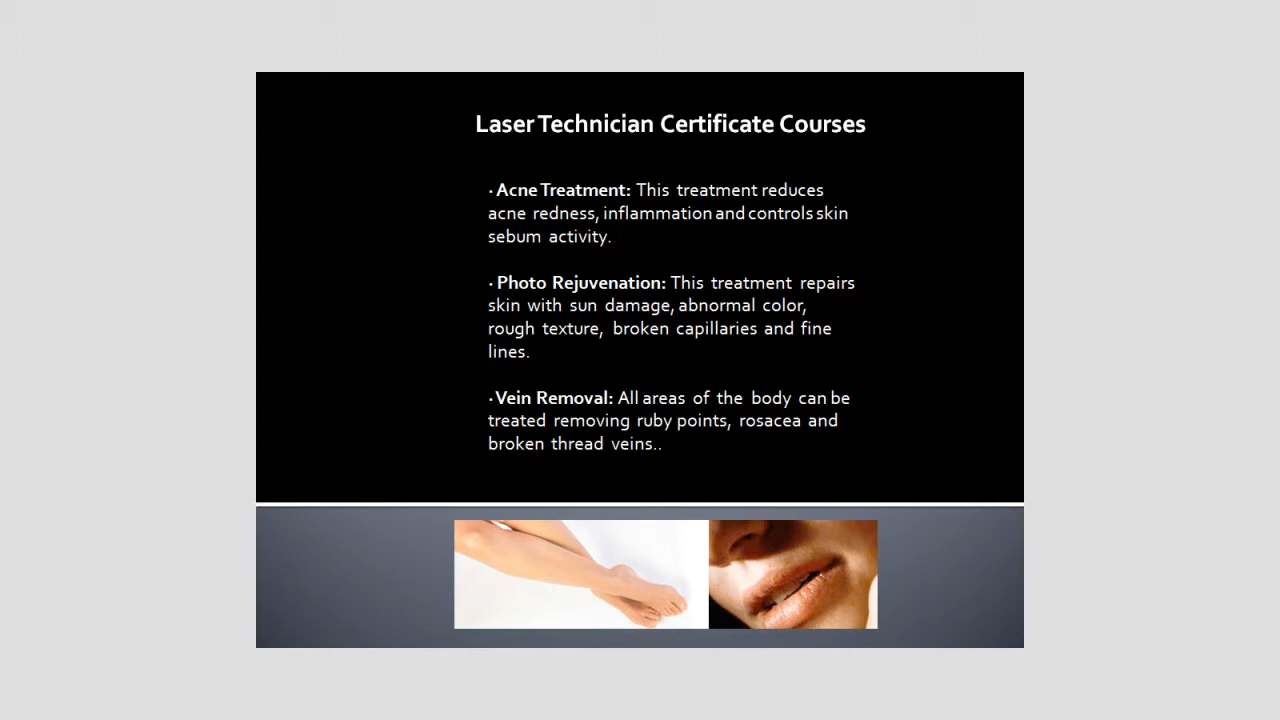 Laser Technician Certificate Courses
· Acne Treatment: This treatment reduces
acne redness, inflammation and controls skin
sebum activity.
· Photo Rejuvenation: This treatment repairs
skin with sun damage, abnormal color,
rough texture, broken capillaries and fine
lines.
· Vein Removal: All areas of the body can be
treated removing ruby points, rosacea and
broken thread veins..